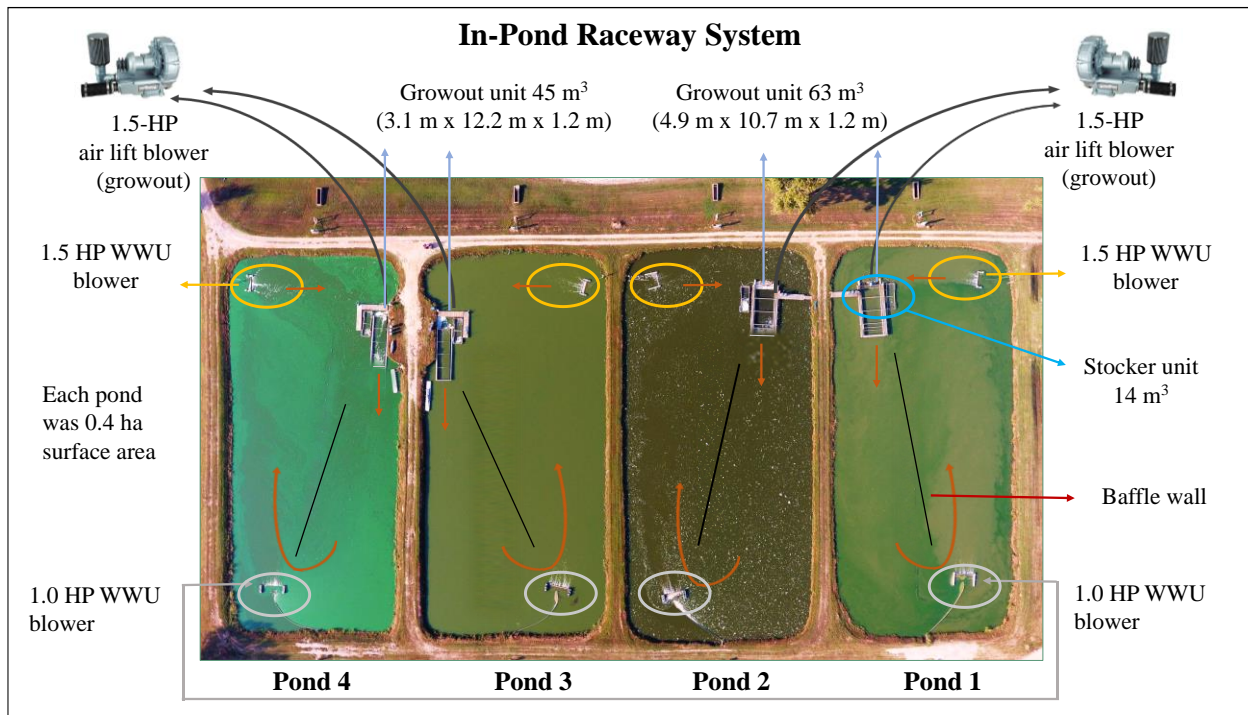 In-Pond Raceway System
1.5-HP
air lift blower
(growout)
Growout unit 45 m³
(3.1 m x 12.2 m x 1.2 m)
Growout unit 63 m³
(4.9 m x 10.7 m x 1.2 m)
1.5-HP
air lift blower
(growout)
1.5 HP WWU
blower
1.5 HP WWU
blower
Each pond
was 0.4 ha
surface area
Stocker unit
14 m³
Baffle wall
1.0 HP WWU
blower
1.0 HP WWU
blower
Pond 4
Pond 3
Pond 2
Pond 1